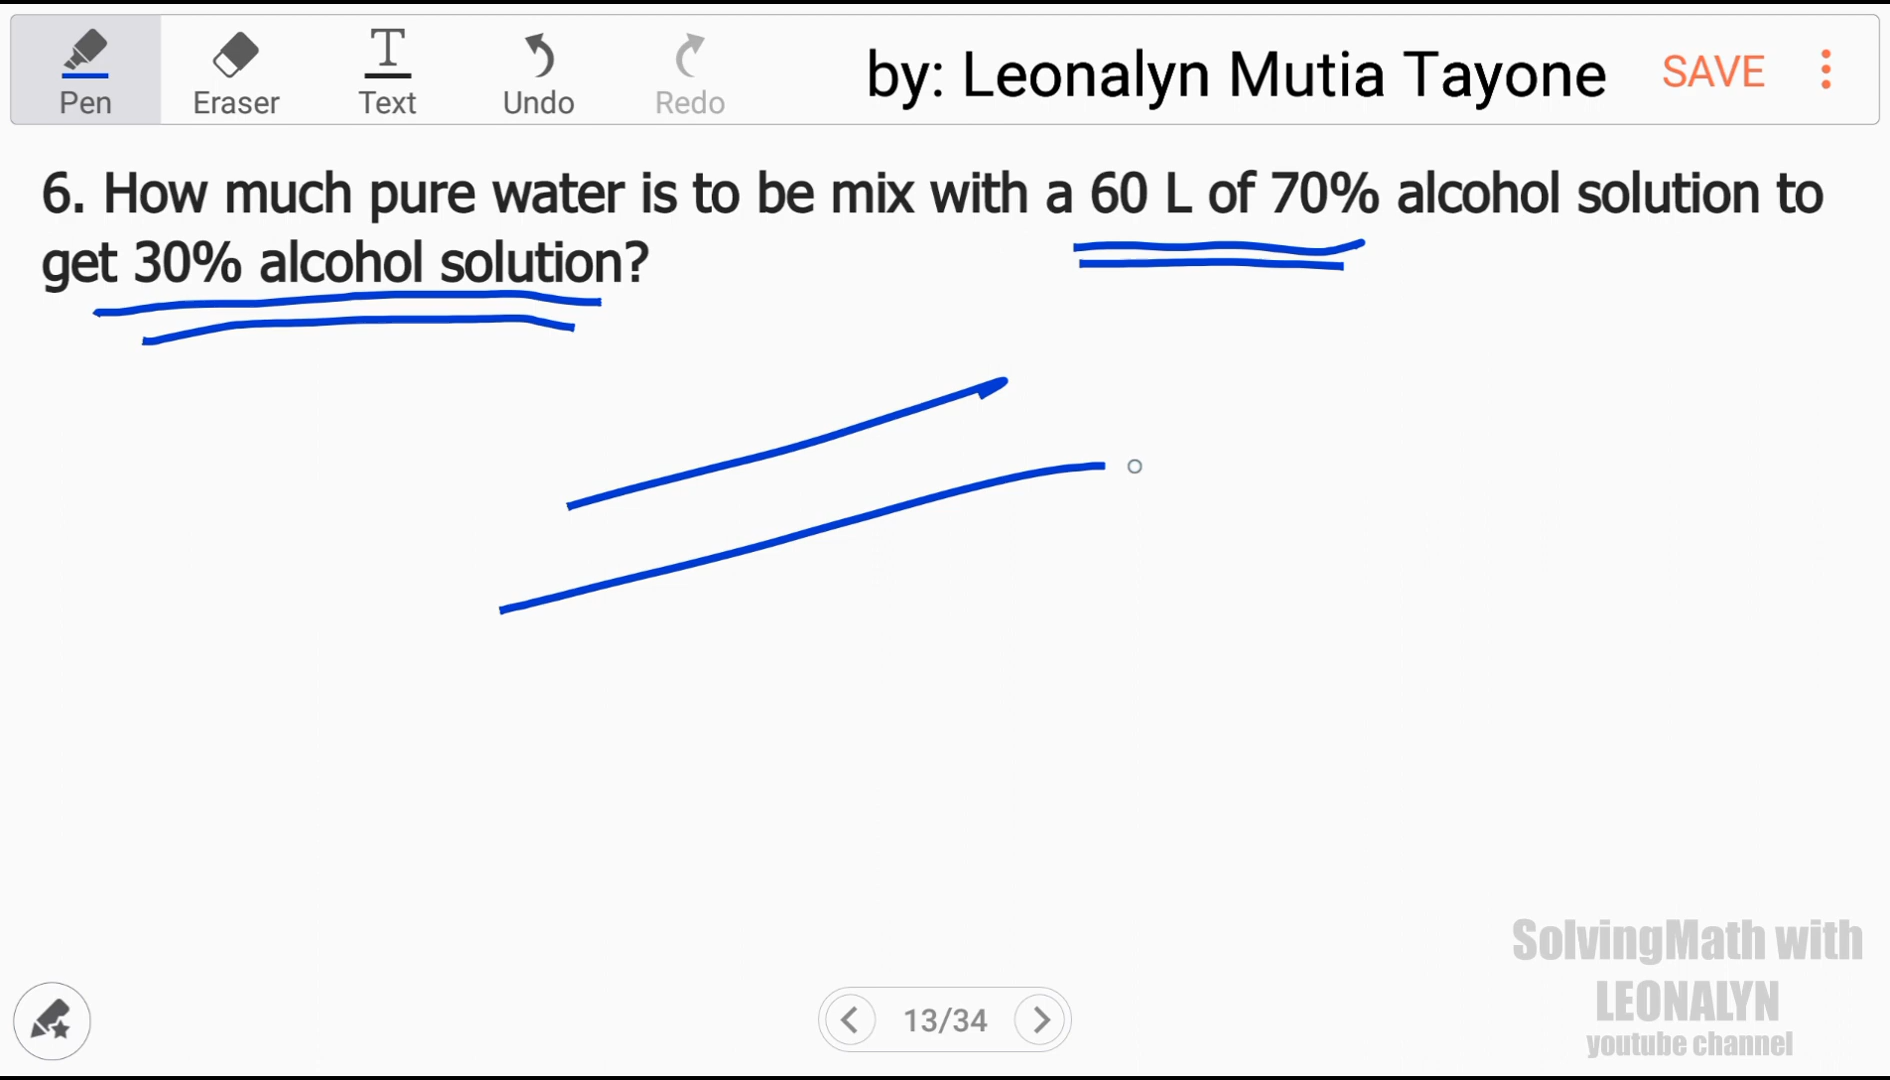 Pen
Eraser
Text
Undo
Redo
by: Leonalyn Mutia Tayone
SAVE
6. How much pure water is to be mix with a 60 L of 70% alcohol solution to
get 30% alcohol solution?
SolvingMath with
LEONALYN
youtube channel
13/34